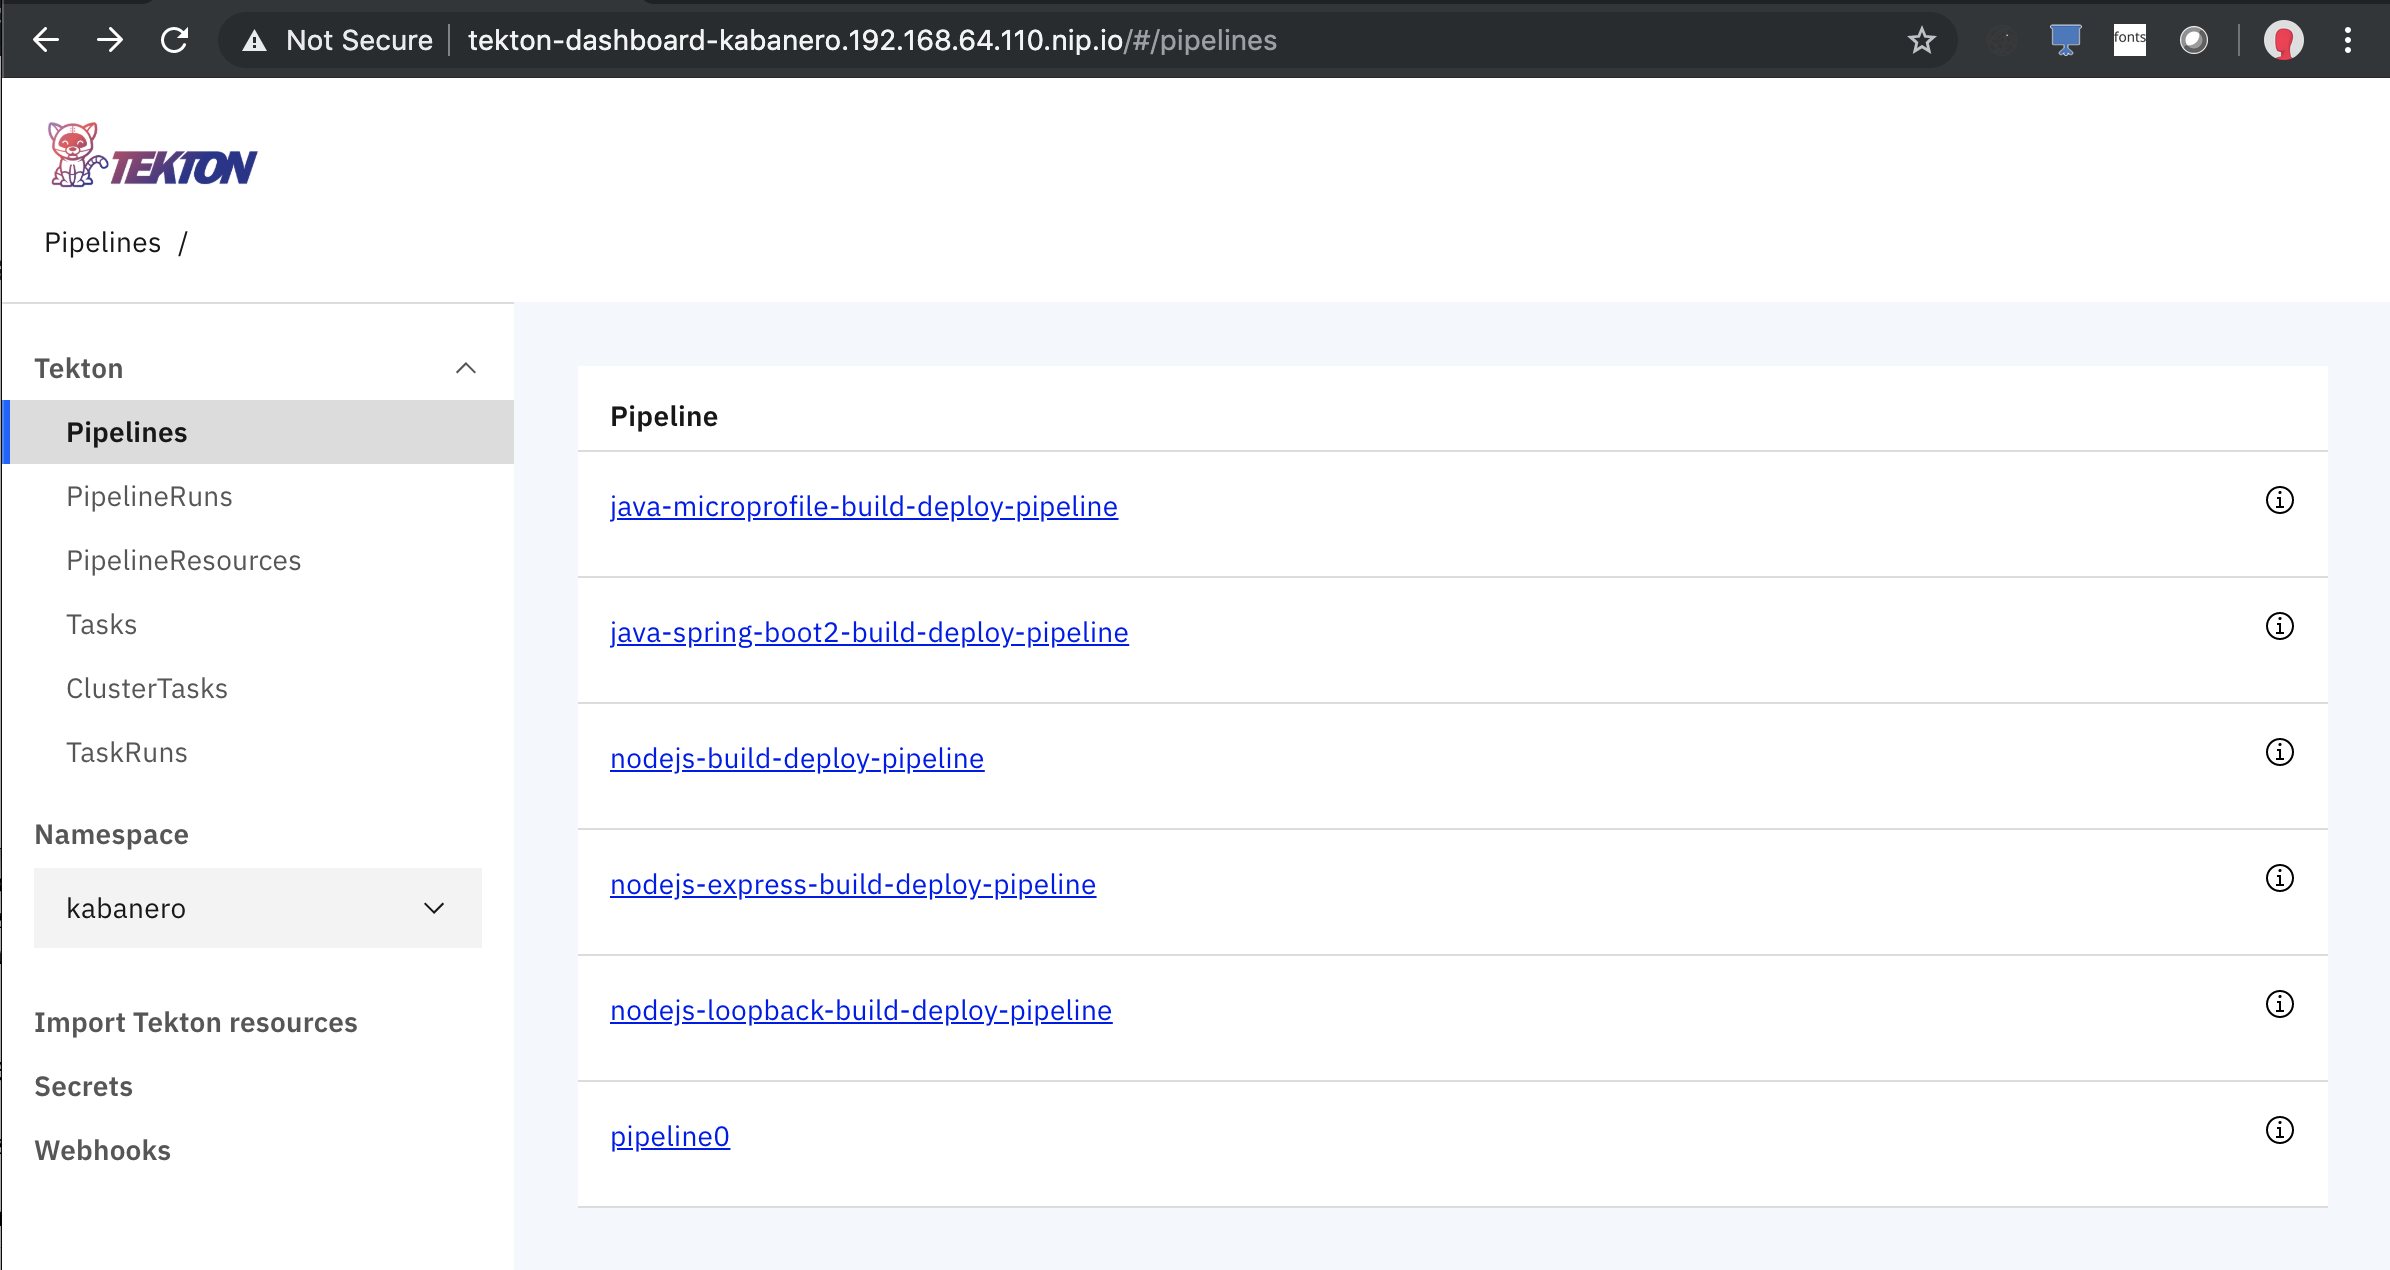 Not Secure | tekton-dashboard-kabanero.192.168.64.110.nip.io/#/pipelines
fonts
TEKTON
Pipelines /
Tekton
Pipelines
PipelineRuns
PipelineResources
Tasks
ClusterTasks
TaskRuns
Namespace
kabanero
Import Tekton resources
Secrets
Webhooks
Pipeline
java-microprofile-build-deploy-pipeline
java-spring-boot2-build-deploy-pipeline
nodejs-build-deploy-pipeline
nodejs-express-build-deploy-pipeline
nodejs-loopback-build-deploy-pipeline
pipeline0